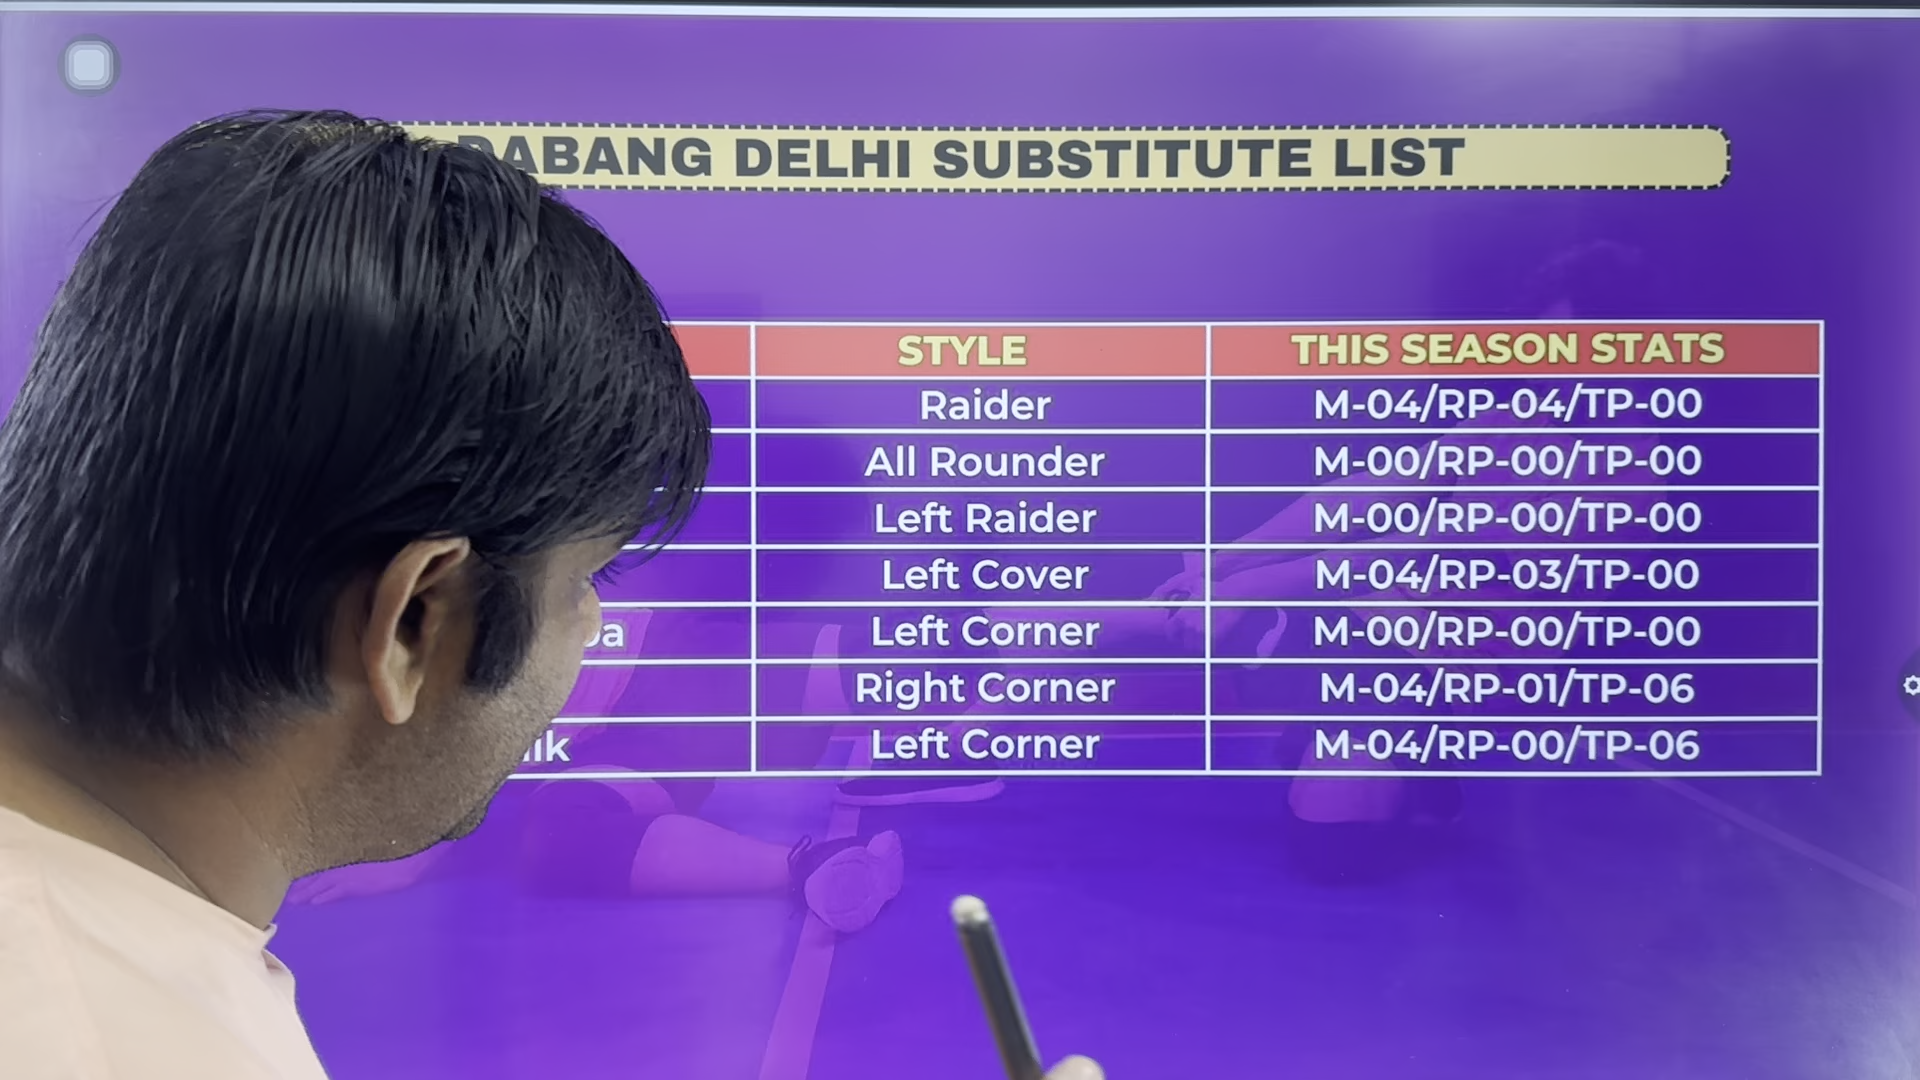 DABANG DELHI SUBSTITUTE LIST
STYLE THIS SEASON STATS
Raider M-04/RP-04/TP-00
All Rounder M-00/RP-00/TP-00
Left Raider M-00/RP-00/TP-00
Left Cover M-04/RP-03/TP-00
Left Corner M-00/RP-00/TP-00
Right Corner M-04/RP-01/TP-06
Left Corner M-04/RP-00/TP-06